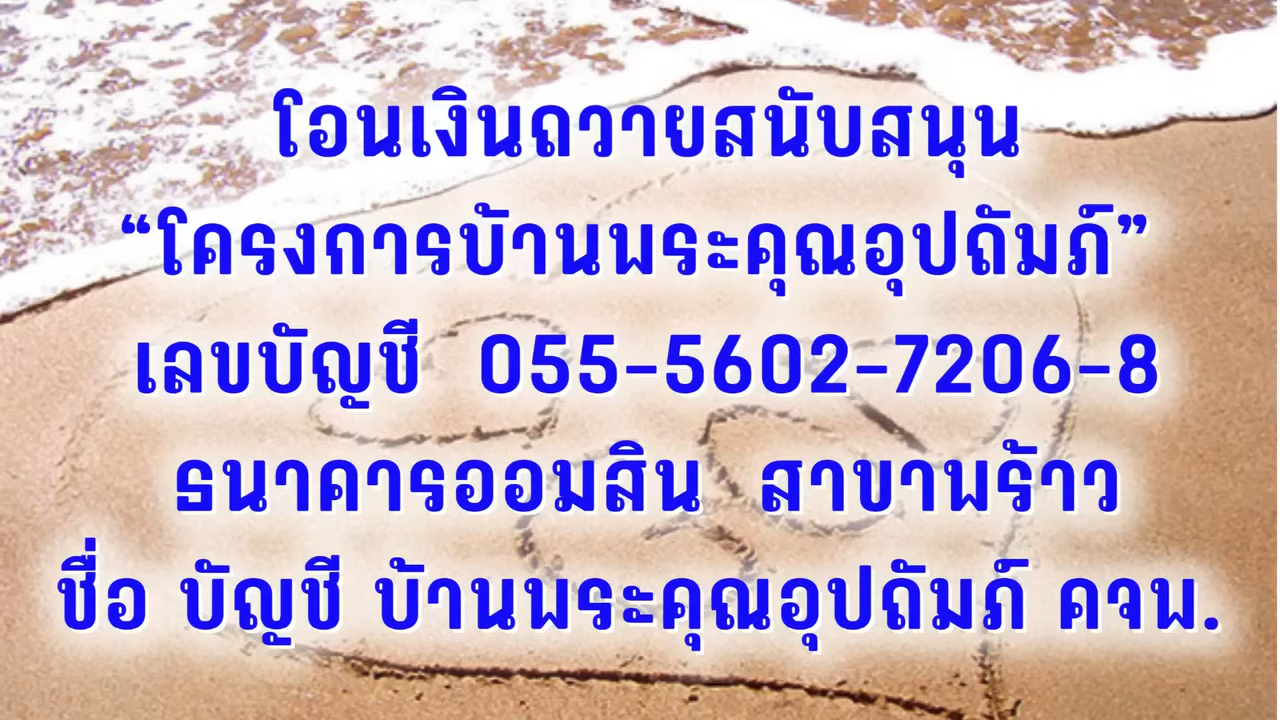 โอนเงินถวายสนับสนุน
“โครงการบ้านพระคุณอุปถัมภ์”
เลขบัญชี 055-5602-7206-8
ธนาคารออมสิน สาขาพร้าว
ชื่อ บัญชี บ้านพระคุณอุปถัมภ์ คจพ.